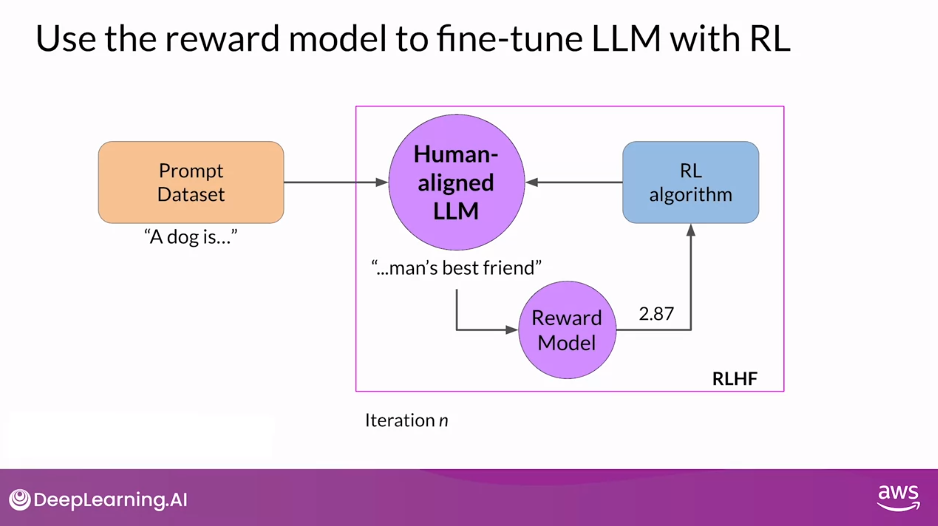 Use the reward model to fine-tune LLM with RL
Prompt
Dataset
“A dog is...”
Human-
aligned
LLM
“...man’s best friend”
RL
algorithm
Reward
Model
2.87
RLHF
Iteration n
DeepLearning.AI
aws